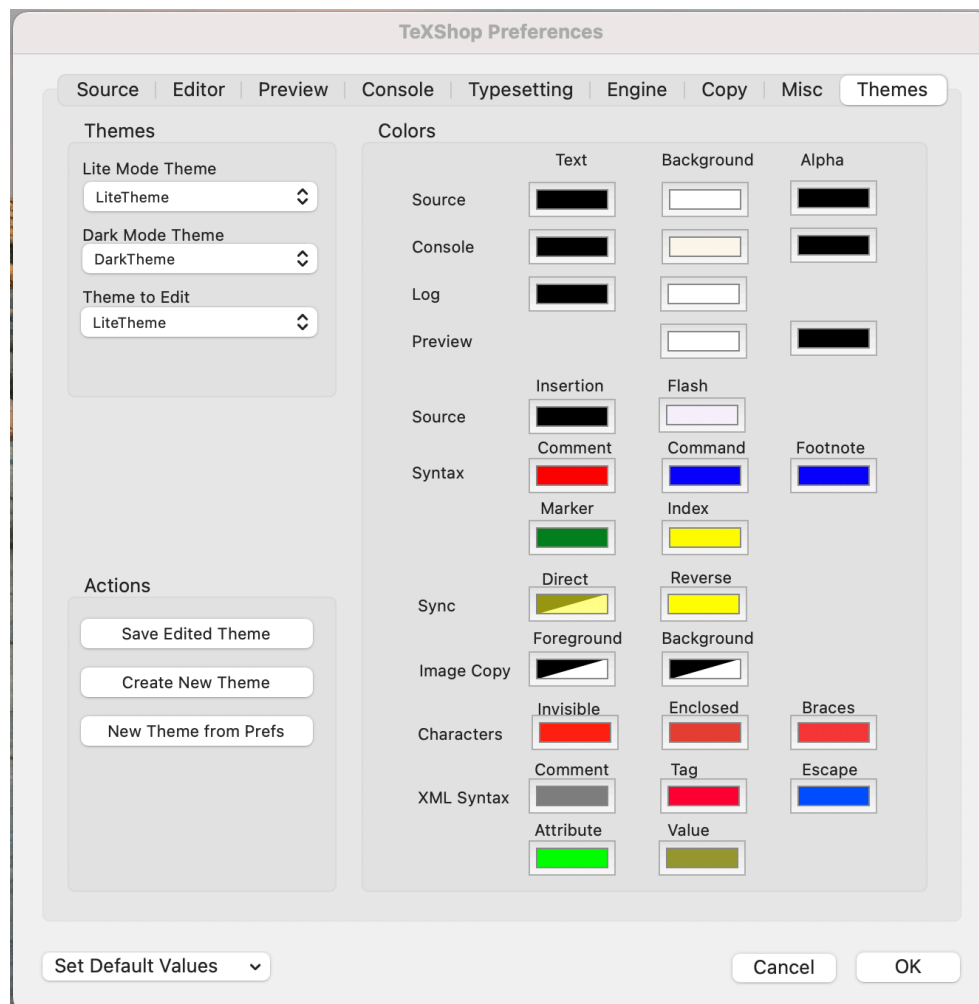 TeXShop Preferences
Source Editor Preview Console Typesetting Engine Copy Misc Themes
Themes
Lite Mode Theme
LiteTheme
Dark Mode Theme
DarkTheme
Theme to Edit
LiteTheme
Actions
Save Edited Theme
Create New Theme
New Theme from Prefs
Colors
Text Background Alpha
Source
Console
Log
Preview
Insertion Flash
Source
Comment Command Footnote
Syntax
Marker Index
Direct Reverse
Sync
Foreground Background
Image Copy
Invisible Enclosed Braces
Characters
Comment Tag Escape
XML Syntax
Attribute Value
Set Default Values
Cancel OK